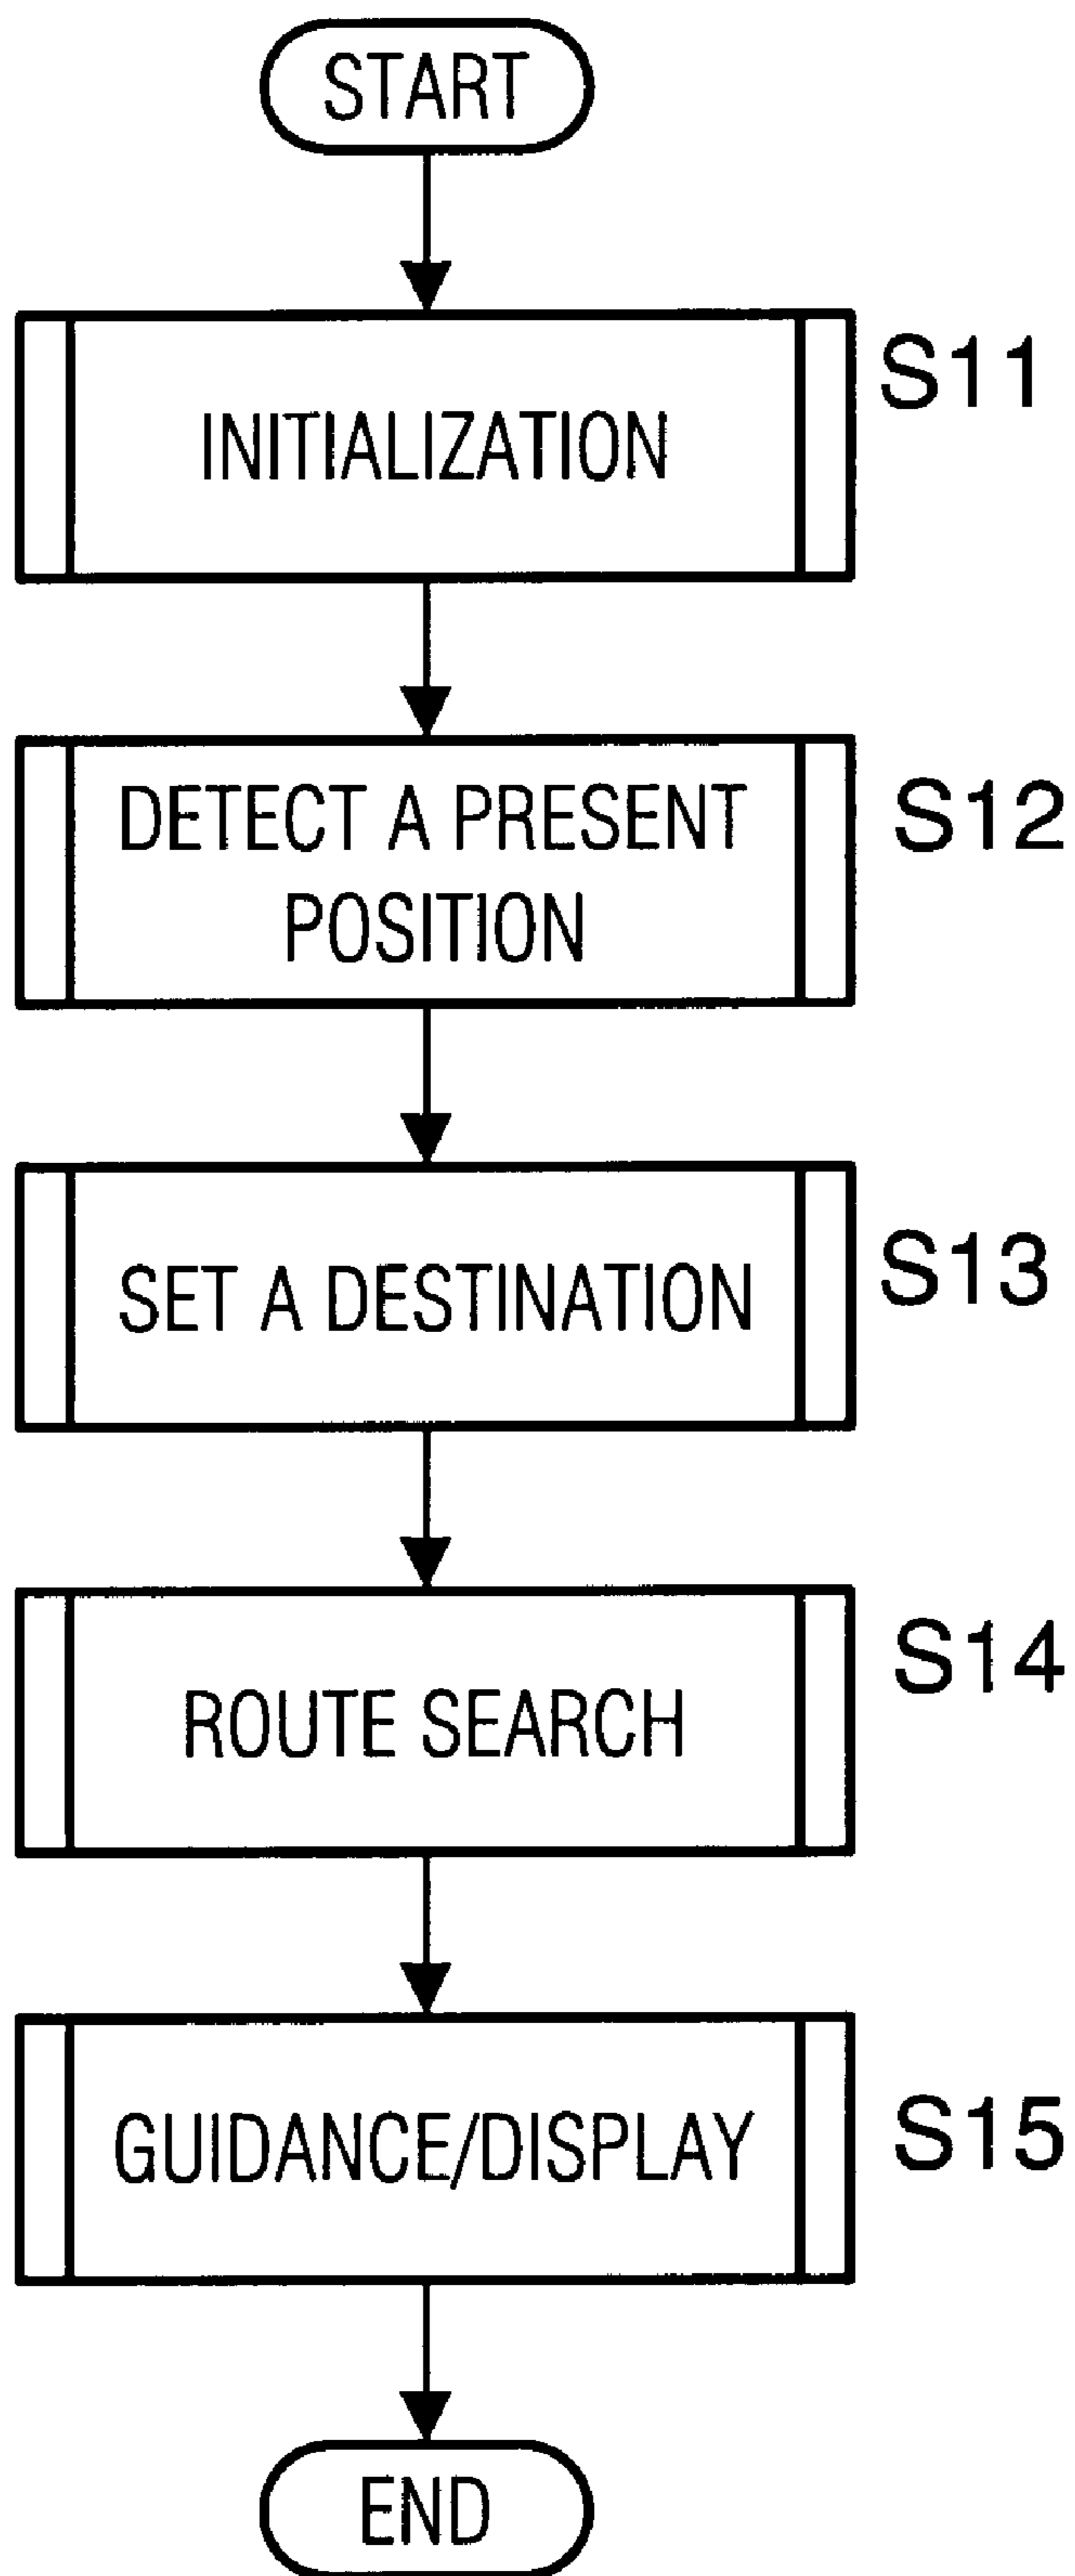 START
INITIALIZATION
S11
DETECT A PRESENT
POSITION
S12
SET A DESTINATION
S13
ROUTE SEARCH
S14
GUIDANCE/DISPLAY
S15
END